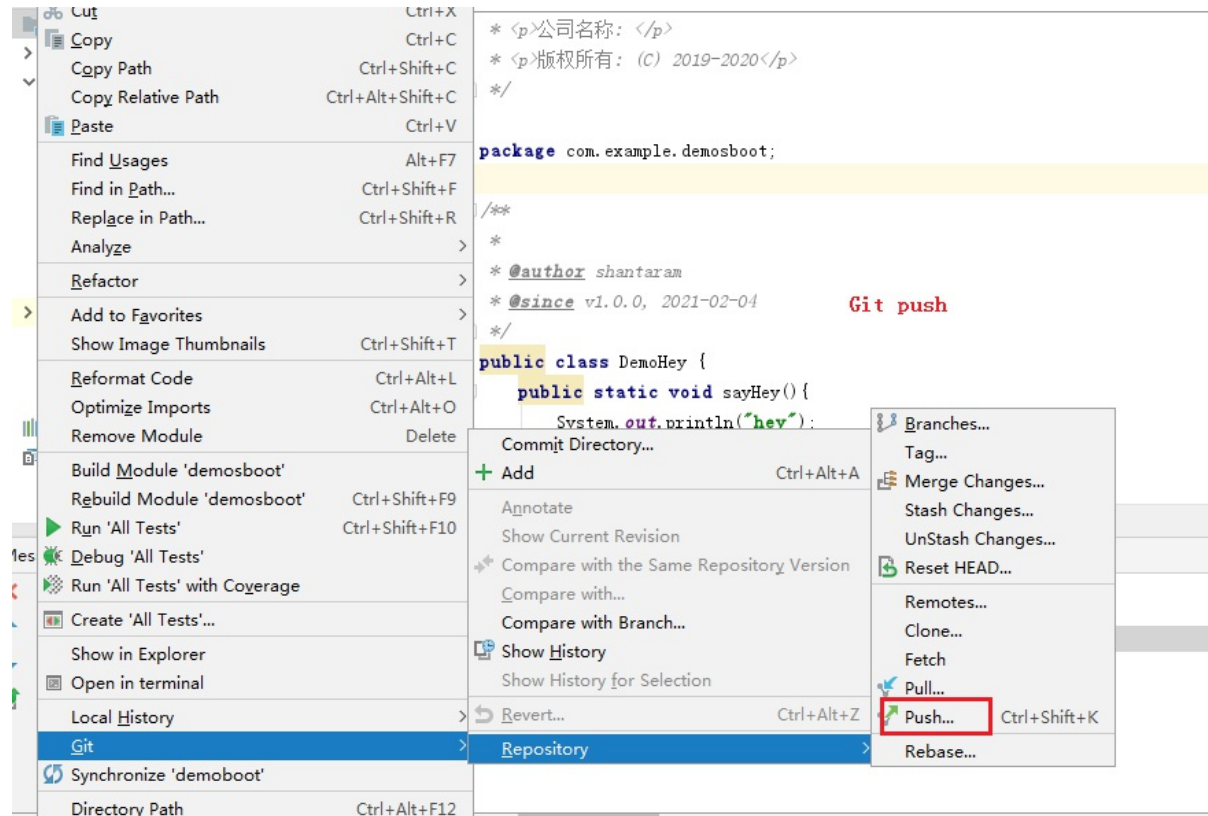 Cut Ctrl+X
Copy Ctrl+C
Copy Path Ctrl+Shift+C
Copy Relative Path Ctrl+Alt+Shift+C
Paste Ctrl+V
Find Usages Alt+F7
Find in Path... Ctrl+Shift+F
Replace in Path... Ctrl+Shift+R
Analyze
Refactor
Add to Favorites
Show Image Thumbnails Ctrl+Shift+T
Reformat Code Ctrl+Alt+L
Optimize Imports Ctrl+Alt+O
Remove Module Delete
Build Module 'demosboot'
Rebuild Module 'demosboot' Ctrl+Shift+F9
Run 'All Tests' Ctrl+Shift+F10
Debug 'All Tests'
Run 'All Tests' with Coverage
Create 'All Tests'...
Show in Explorer
Open in terminal
Local History
Git
Synchronize 'demoboot'
Directory Path Ctrl+Alt+F12
* <p>公司名称: </p>
* <p>版权所有: (C) 2019-2020</p>
*/
package com.example.demosboot;
/**
*
* @author shantaram
* @since v1.0.0, 2021-02-04
*/
public class DemoHey {
public static void sayHey(){
System.out.println("hey");
Git push
Commit Directory...
Add Ctrl+Alt+A
Annotate
Show Current Revision
Compare with the Same Repository Version
Compare with...
Compare with Branch...
Show History
Show History for Selection
Revert... Ctrl+Alt+Z
Repository
Branches...
Tag...
Merge Changes...
Stash Changes...
UnStash Changes...
Reset HEAD...
Remotes...
Clone...
Fetch
Pull...
Push... Ctrl+Shift+K
Rebase...